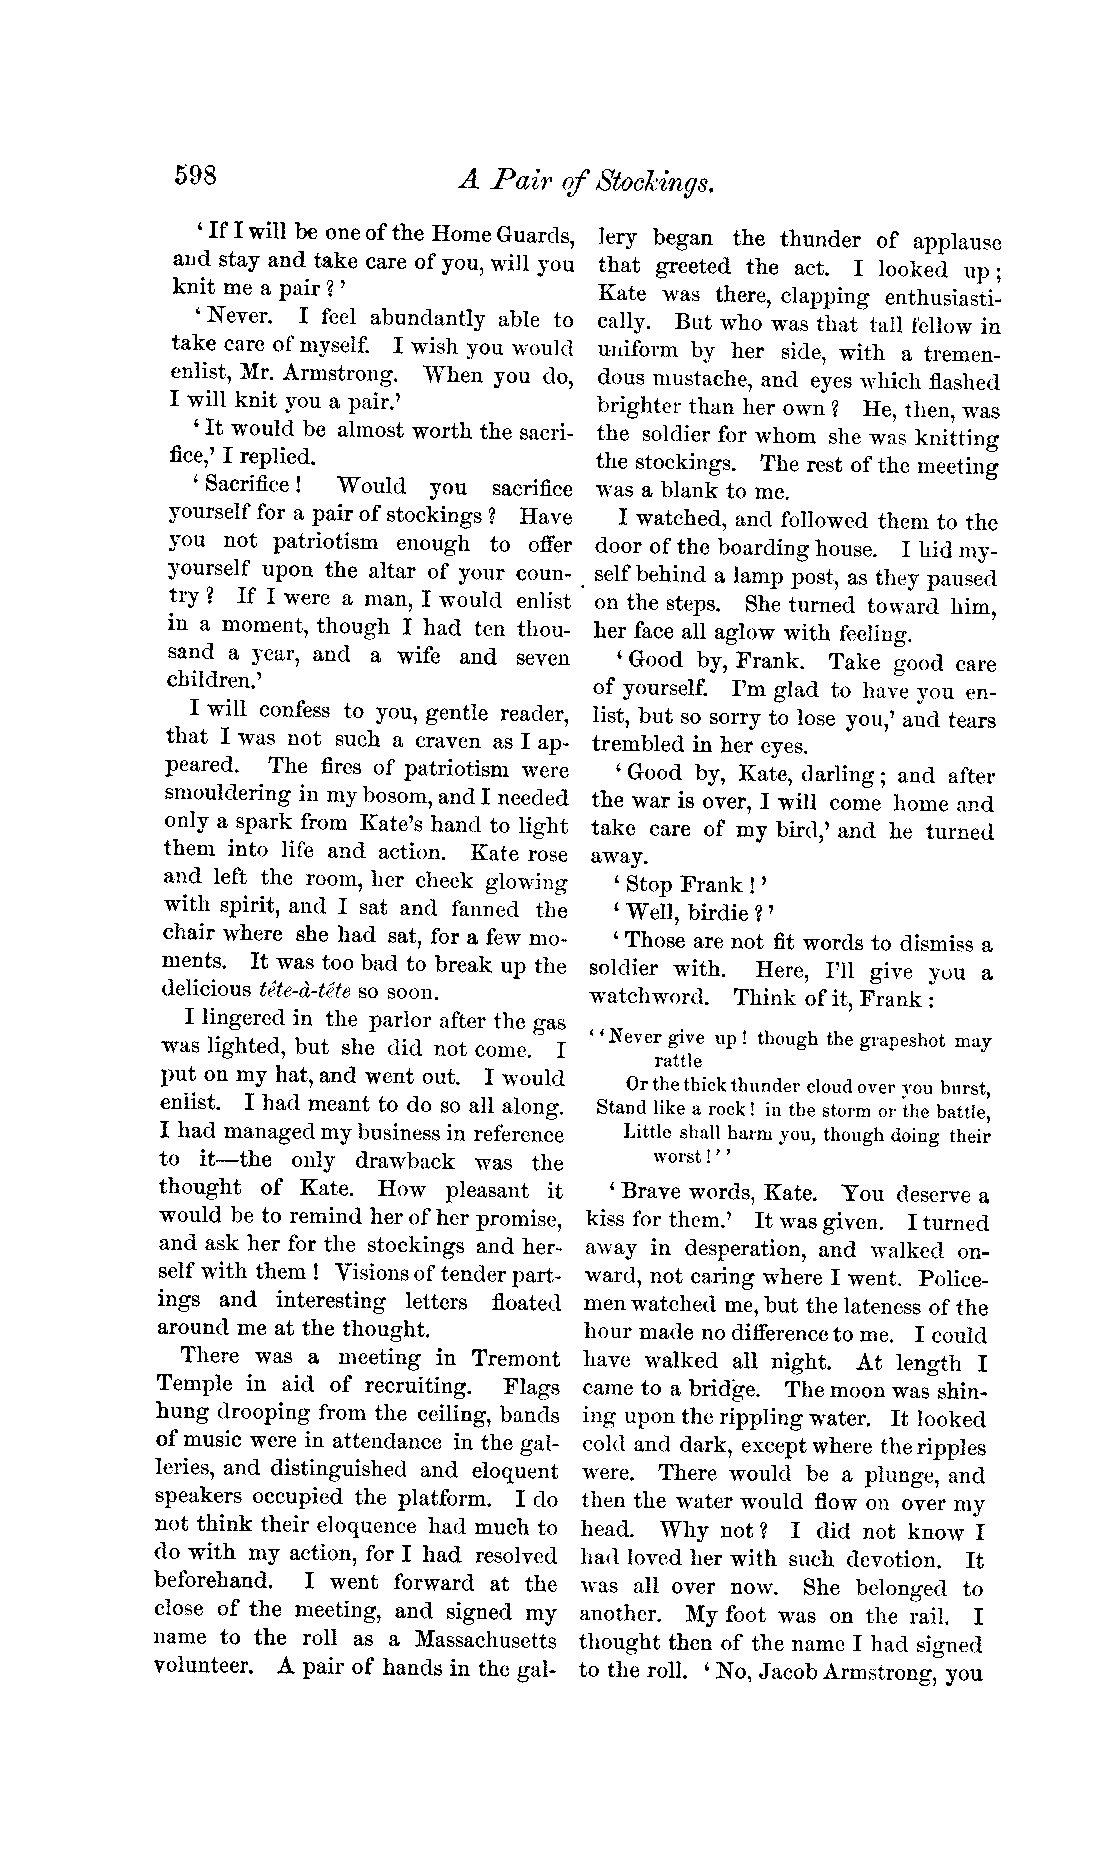 598
A Pair of Stockings.
‘If I will be one of the Home Guards,
and stay and take care of you, will you
knit me a pair?’
‘Never. I feel abundantly able to
take care of myself. I wish you would
enlist, Mr. Armstrong. When you do,
I will knit you a pair.’
‘It would be almost worth the sacri-
fice,’ I replied.
‘Sacrifice! Would you sacrifice
yourself for a pair of stockings? Have
you not patriotism enough to offer
yourself upon the altar of your coun-
try? If I were a man, I would enlist
in a moment, though I had ten thou-
sand a year, and a wife and seven
children.’
I will confess to you, gentle reader,
that I was not such a craven as I ap-
peared. The fires of patriotism were
smouldering in my bosom, and I needed
only a spark from Kate’s hand to light
them into life and action. Kate rose
and left the room, her cheek glowing
with spirit, and I sat and fanned the
chair where she had sat, for a few mo-
ments. It was too bad to break up the
delicious tête-à-tête so soon.
I lingered in the parlor after the gas
was lighted, but she did not come. I
put on my hat, and went out. I would
enlist. I had meant to do so all along.
I had managed my business in reference
to it—the only drawback was the
thought of Kate. How pleasant it
would be to remind her of her promise,
and ask her for the stockings and her-
self with them! Visions of tender part-
ings and interesting letters floated
around me at the thought.
There was a meeting in Tremont
Temple in aid of recruiting. Flags
hung drooping from the ceiling, bands
of music were in attendance in the gal-
leries, and distinguished and eloquent
speakers occupied the platform. I do
not think their eloquence had much to
do with my action, for I had resolved
beforehand. I went forward at the
close of the meeting, and signed my
name to the roll as a Massachusetts
volunteer. A pair of hands in the gal-
lery began the thunder of applause
that greeted the act. I looked up;
Kate was there, clapping enthusiasti-
cally. But who was that tall fellow in
uniform by her side, with a tremen-
dous mustache, and eyes which flashed
brighter than her own? He, then, was
the soldier for whom she was knitting
the stockings. The rest of the meeting
was a blank to me.
I watched, and followed them to the
door of the boarding house. I hid my-
self behind a lamp post, as they paused
on the steps. She turned toward him,
her face all aglow with feeling.
‘Good by, Frank. Take good care
of yourself. I’m glad to have you en-
list, but so sorry to lose you,’ and tears
trembled in her eyes.
‘Good by, Kate, darling; and after
the war is over, I will come home and
take care of my bird,’ and he turned
away.
‘Stop Frank!’
‘Well, birdie?’
‘Those are not fit words to dismiss a
soldier with. Here, I’ll give you a
watchword. Think of it, Frank:
‘‘Never give up! though the grapeshot may
rattle
Or the thick thunder cloud over you burst,
Stand like a rock! in the storm or the battle,
Little shall harm you, though doing their
worst!’’
‘Brave words, Kate. You deserve a
kiss for them.’ It was given. I turned
away in desperation, and walked on-
ward, not caring where I went. Police-
men watched me, but the lateness of the
hour made no difference to me. I could
have walked all night. At length I
came to a bridge. The moon was shin-
ing upon the rippling water. It looked
cold and dark, except where the ripples
were. There would be a plunge, and
then the water would flow on over my
head. Why not? I did not know I
had loved her with such devotion. It
was all over now. She belonged to
another. My foot was on the rail. I
thought then of the name I had signed
to the roll. ‘No, Jacob Armstrong, you